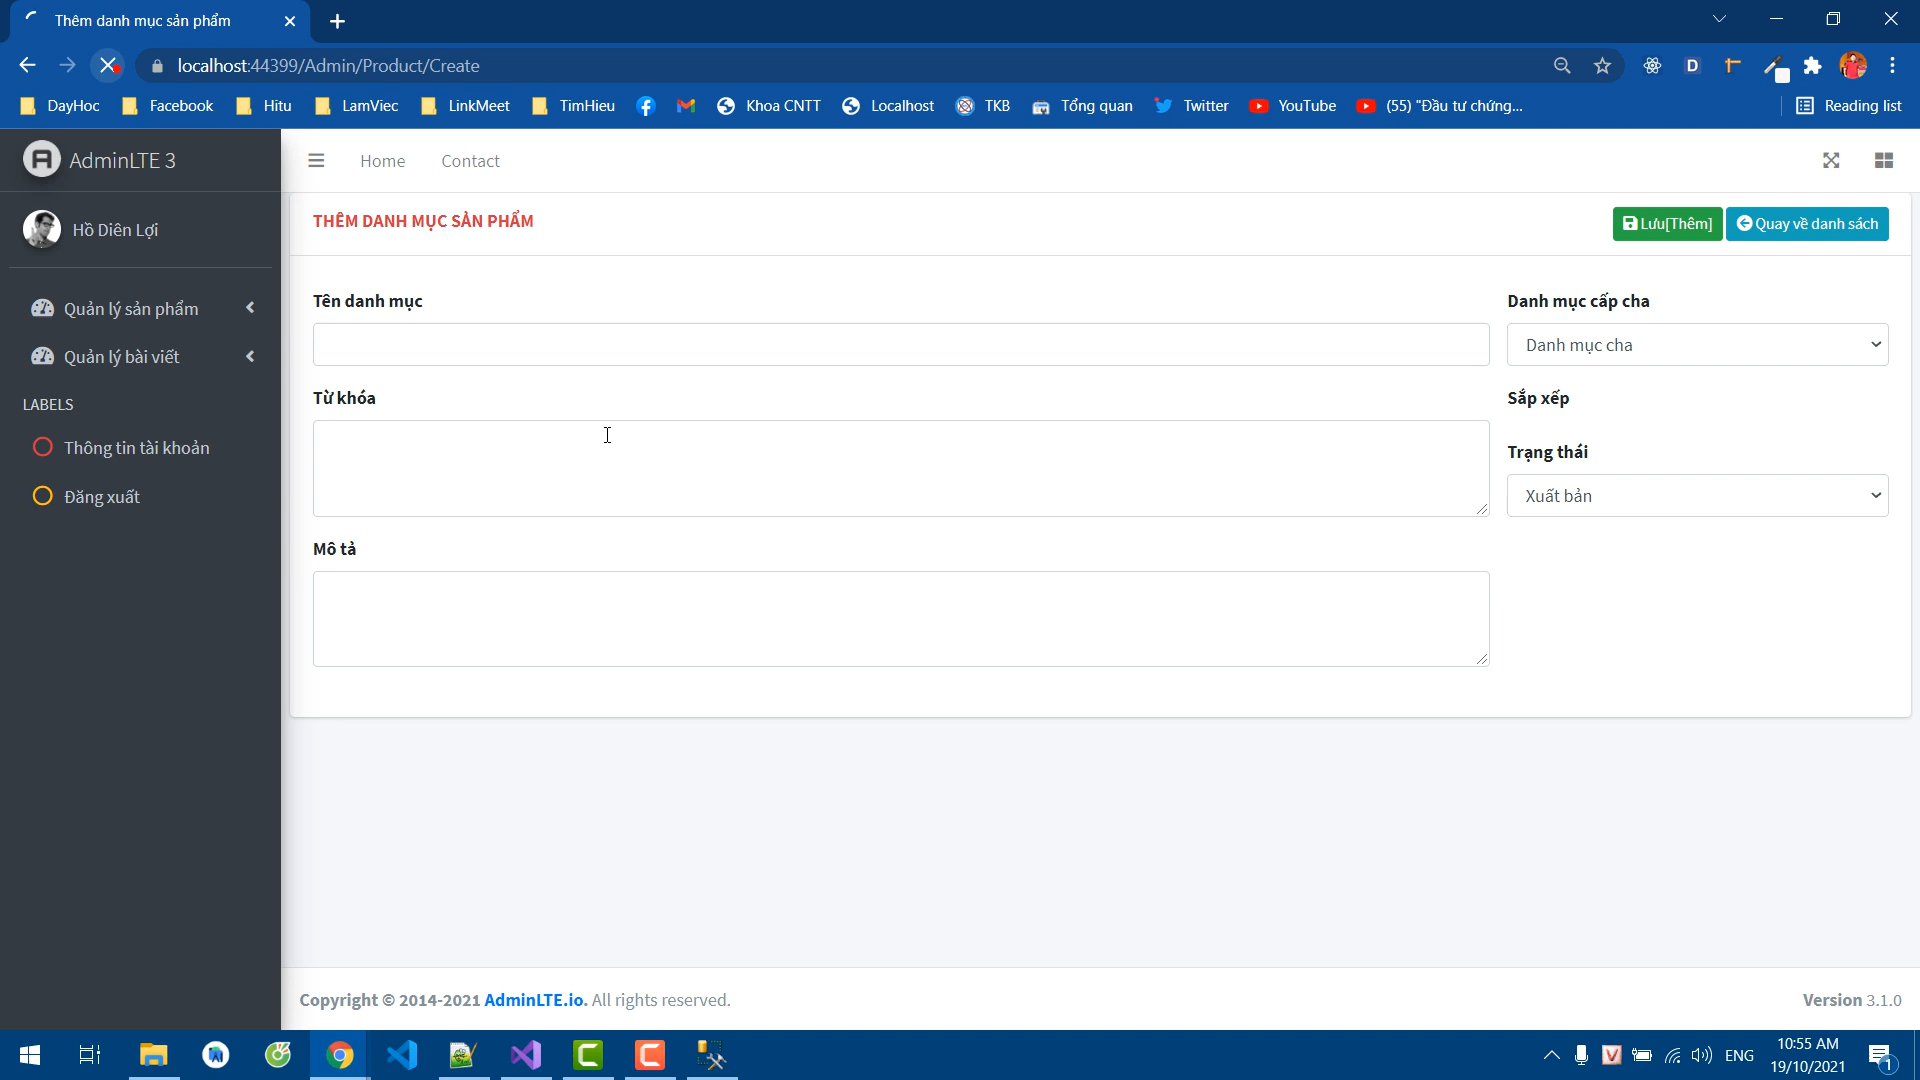 Thêm danh mục sản phẩm
localhost:44399/Admin/Product/Create
DayHoc Facebook Hitu LamViec LinkMeet TimHieu Khoa CNTT Localhost TKB Tổng quan Twitter YouTube (55) "Đầu tư chứng... Reading list
AdminLTE 3
Home Contact
Hồ Diên Lợi
THÊM DANH MỤC SẢN PHẨM
Lưu[Thêm] Quay về danh sách
Quản lý sản phẩm
Quản lý bài viết
LABELS
Thông tin tài khoản
Đăng xuất
Tên danh mục
Từ khóa
Mô tả
Danh mục cấp cha
Danh mục cha
Sắp xếp
Trạng thái
Xuất bản
Copyright © 2014-2021 AdminLTE.io. All rights reserved.
Version 3.1.0
ENG
10:55 AM
19/10/2021
1